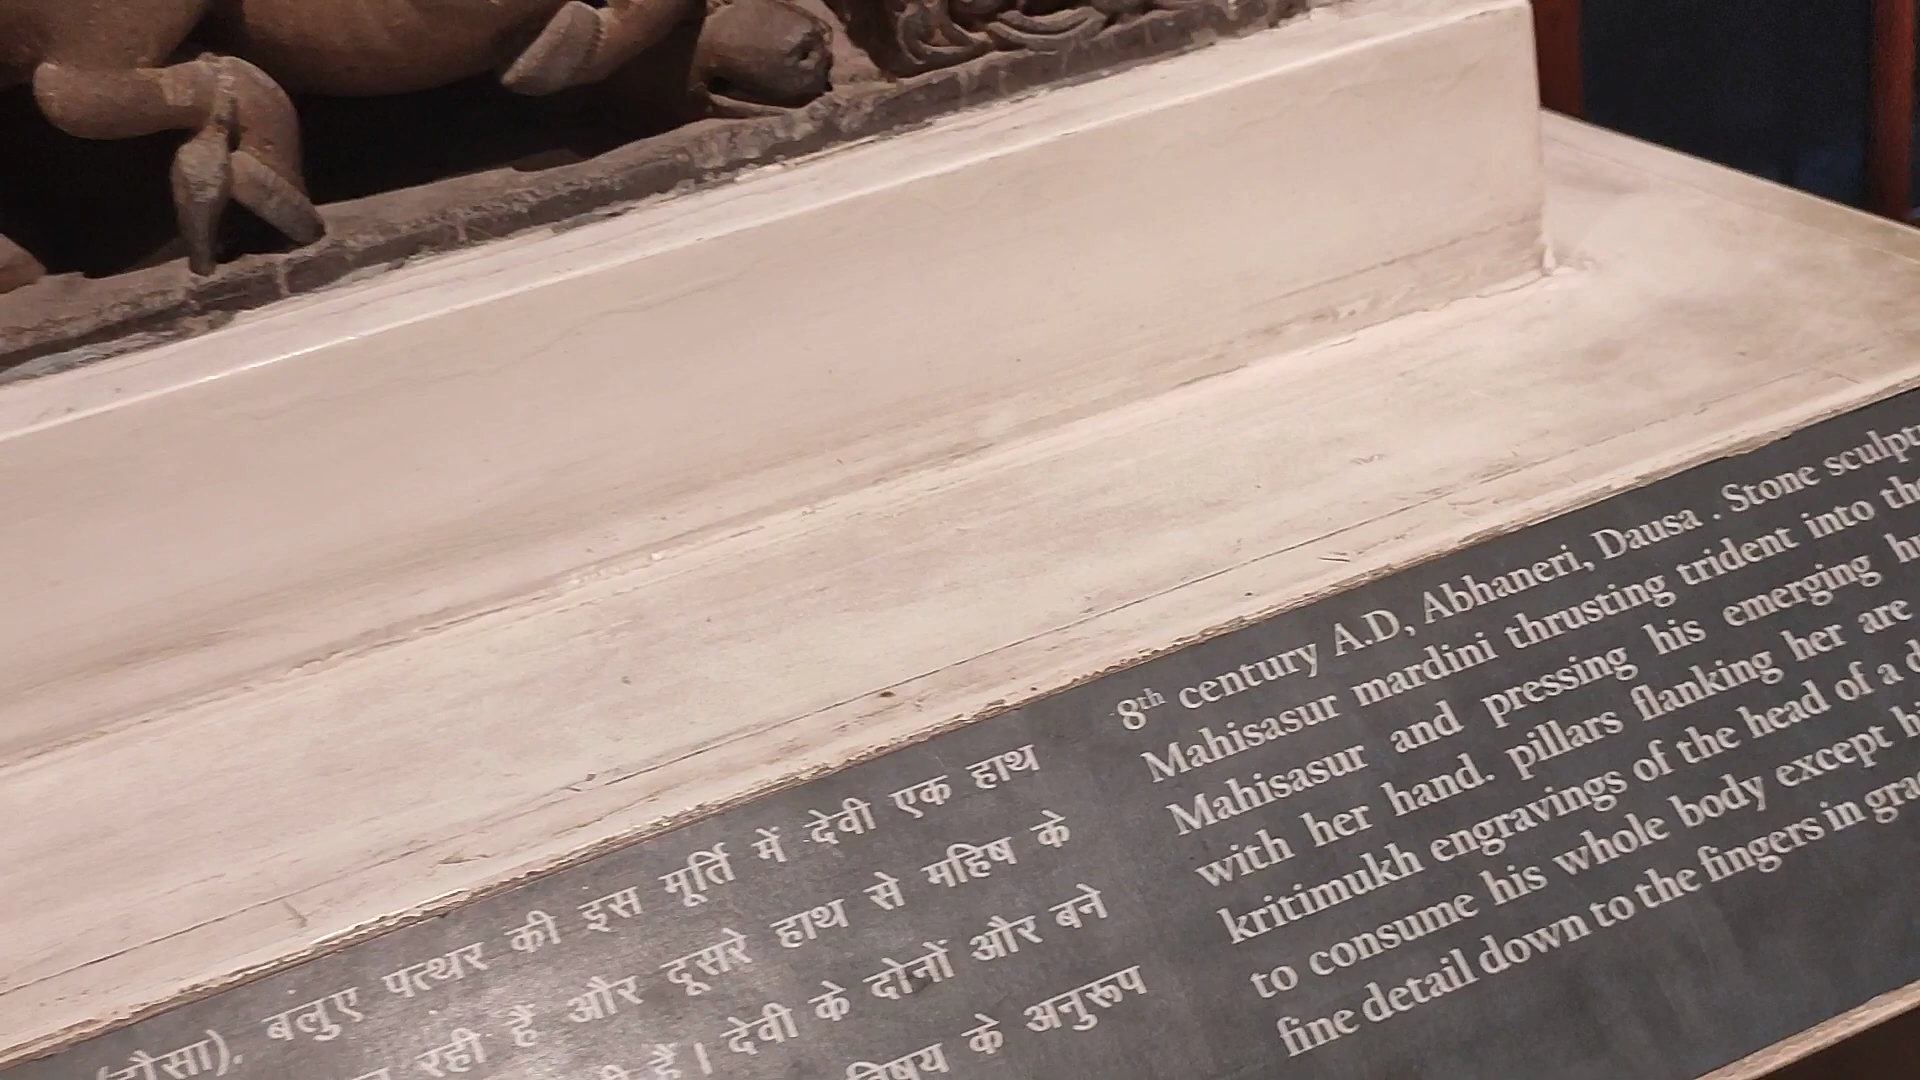 बलुए पत्थर की इस मूर्ति में देवी एक हाथ
रही है और दूसरे हाथ से महिष के
हैं। देवी के दोनों और बने
विषय के अनुरूप
8th century A.D, Abhaneri, Dausa . Stone
Mahisasur mardini thrusting trident into
Mahisasur and pressing his emerging
with her hand. pillars flanking her are
kritimukh engravings of the head of a
to consume his whole body except
fine detail down to the fingers in